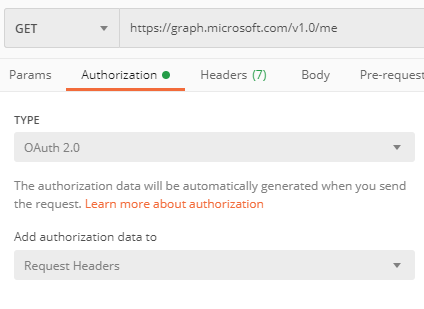 GET https://graph.microsoft.com/v1.0/me
Params Authorization Headers (7) Body Pre-request
TYPE
OAuth 2.0
The authorization data will be automatically generated when you send
the request. Learn more about authorization
Add authorization data to
Request Headers